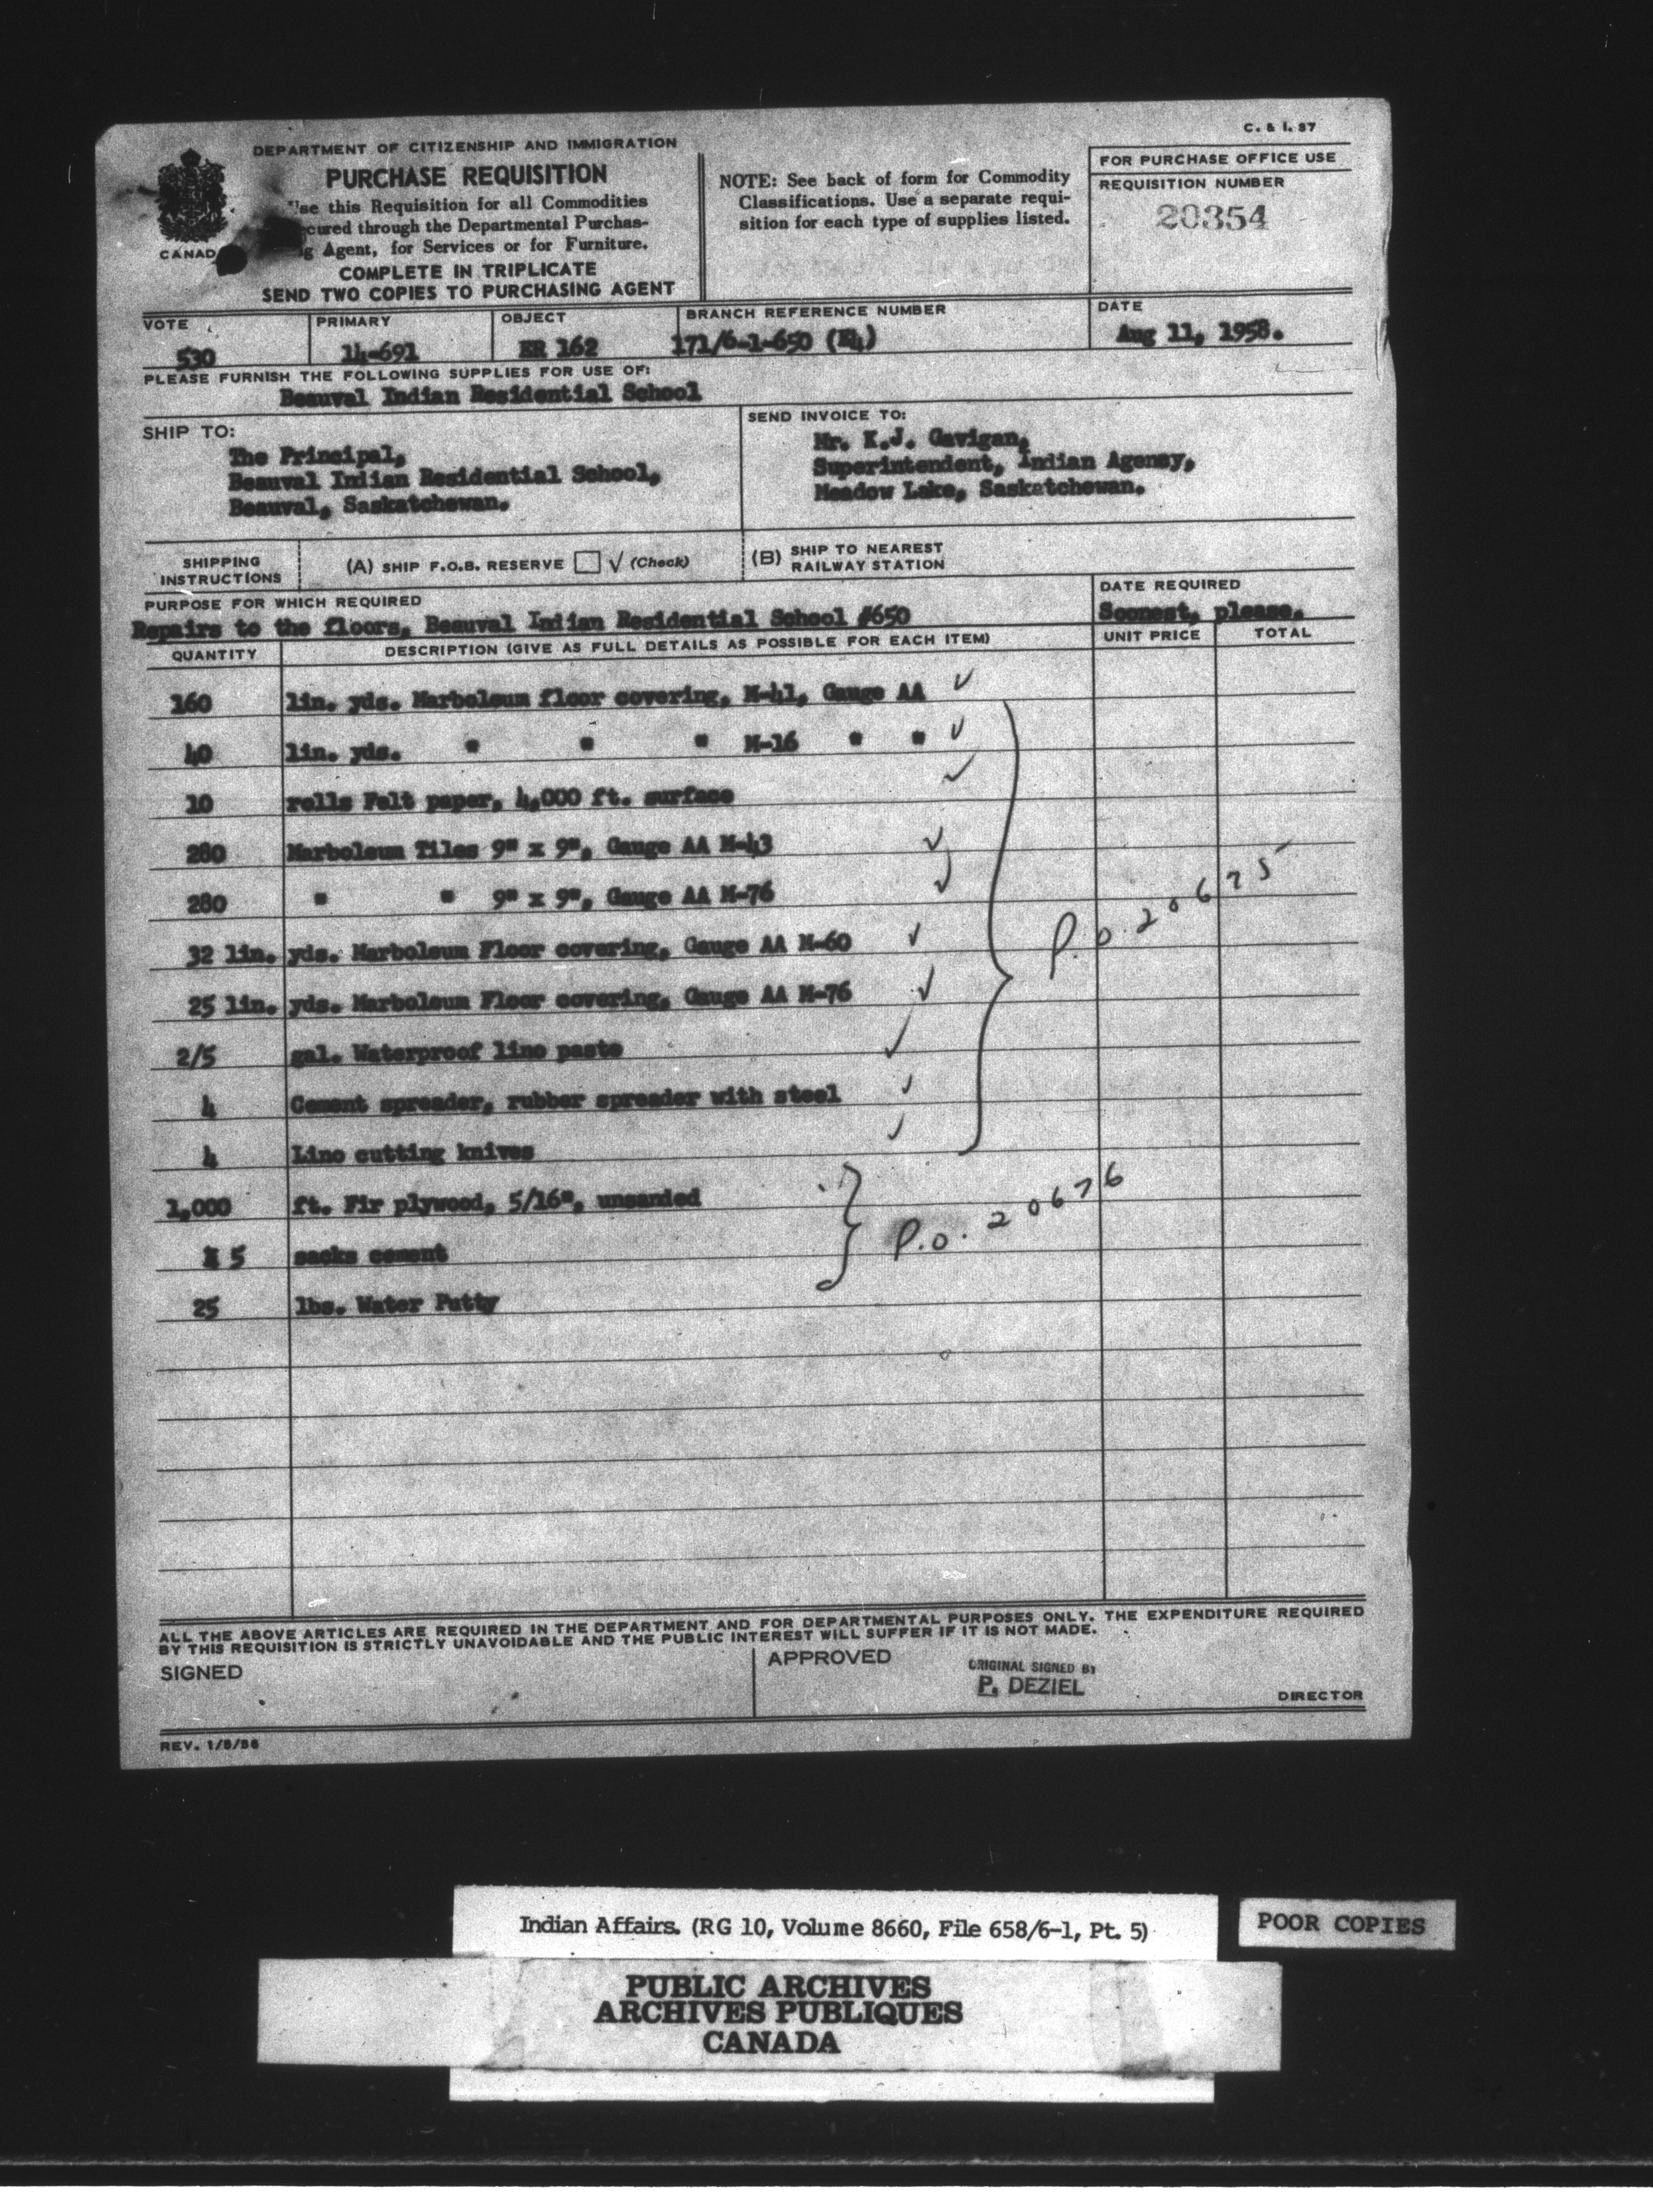 C. & I. 37
DEPARTMENT OF CITIZENSHIP AND IMMIGRATION
PURCHASE REQUISITION
Use this Requisition for all Commodities
cured through the Departmental Purchas-
g Agent, for Services or for Furniture.
COMPLETE IN TRIPLICATE
SEND TWO COPIES TO PURCHASING AGENT
CANAD
NOTE: See back of form for Commodity
Classifications. Use a separate requi-
sition for each type of supplies listed.
FOR PURCHASE OFFICE USE
REQUISITION NUMBER
20354
VOTE
530
PRIMARY
14-691
OBJECT
ER 162
BRANCH REFERENCE NUMBER
171/6-1-650 (E4)
DATE
Aug 11, 1958.
PLEASE FURNISH THE FOLLOWING SUPPLIES FOR USE OF:
Beauval Indian Residential School
SHIP TO:
The Principal,
Beauval Indian Residential School,
Beauval, Saskatchewan.
SEND INVOICE TO:
Mr. K.J. Gavigan,
Superintendent, Indian Agency,
Meadow Lake, Saskatchewan.
SHIPPING
INSTRUCTIONS
(A) SHIP F.O.B. RESERVE ☐ √ (Check)
(B) SHIP TO NEAREST
RAILWAY STATION
PURPOSE FOR WHICH REQUIRED
Repairs to the floors, Beauval Indian Residential School #650
DATE REQUIRED
Soonest, please.
QUANTITY DESCRIPTION (GIVE AS FULL DETAILS AS POSSIBLE FOR EACH ITEM) UNIT PRICE TOTAL
160 lin. yds. Marboleum floor covering, M-41, Gauge AA ✓
40 lin. yds. " " " M-16 " " ✓
10 rolls Felt paper, 4,000 ft. surface ✓
280 Marboleum Tiles 9" x 9", Gauge AA M-43 ✓
280 " " 9" x 9", Gauge AA M-76 ✓
32 lin. yds. Marboleum Floor covering, Gauge AA M-60 ✓
P.O. 20675
25 lin. yds. Marboleum Floor covering, Gauge AA M-76 ✓
2/5 gal. Waterproof lino paste ✓
4 Cement spreader, rubber spreader with steel ✓
4 Lino cutting knives ✓
1,000 ft. Fir plywood, 5/16", unsanded
P.O. 20676
5 sacks cement
25 lbs. Water Putty
ALL THE ABOVE ARTICLES ARE REQUIRED IN THE DEPARTMENT AND FOR DEPARTMENTAL PURPOSES ONLY. THE EXPENDITURE REQUIRED
BY THIS REQUISITION IS STRICTLY UNAVOIDABLE AND THE PUBLIC INTEREST WILL SUFFER IF IT IS NOT MADE.
SIGNED
APPROVED
ORIGINAL SIGNED BY
P. DEZIEL
DIRECTOR
REV. 1/5/56
Indian Affairs. (RG 10, Volume 8660, File 658/6-1, Pt. 5)
POOR COPIES
PUBLIC ARCHIVES
ARCHIVES PUBLIQUES
CANADA